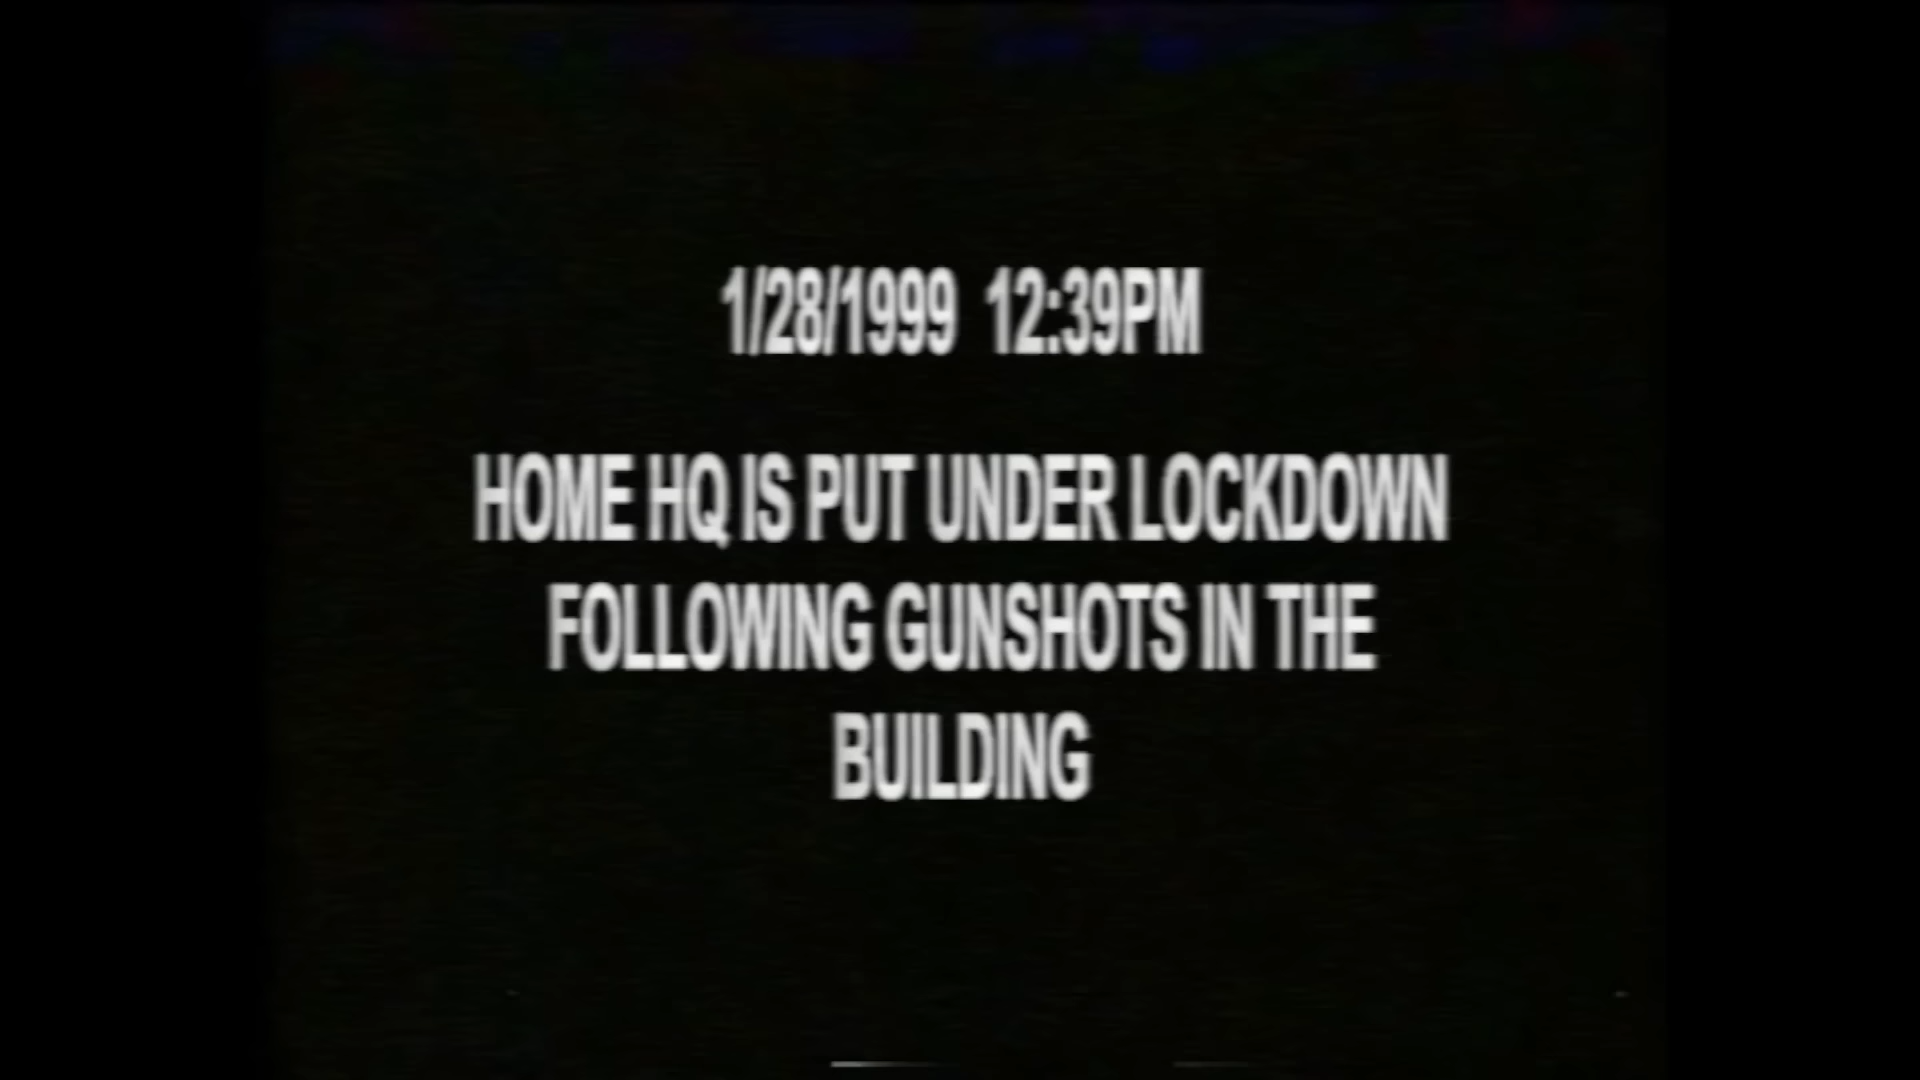 1/28/1999 12:39PM
HOME HQ IS PUT UNDER LOCKDOWN
FOLLOWING GUNSHOTS IN THE
BUILDING